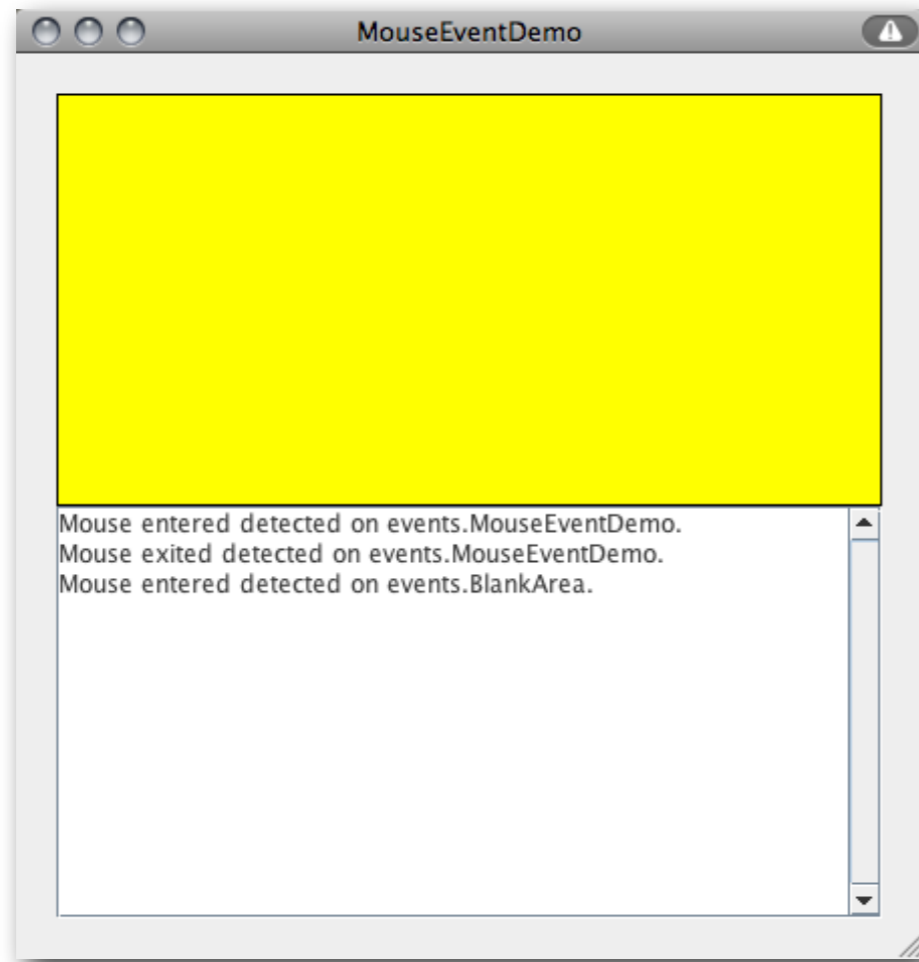 MouseEventDemo
Mouse entered detected on events.MouseEventDemo.
Mouse exited detected on events.MouseEventDemo.
Mouse entered detected on events.BlankArea.